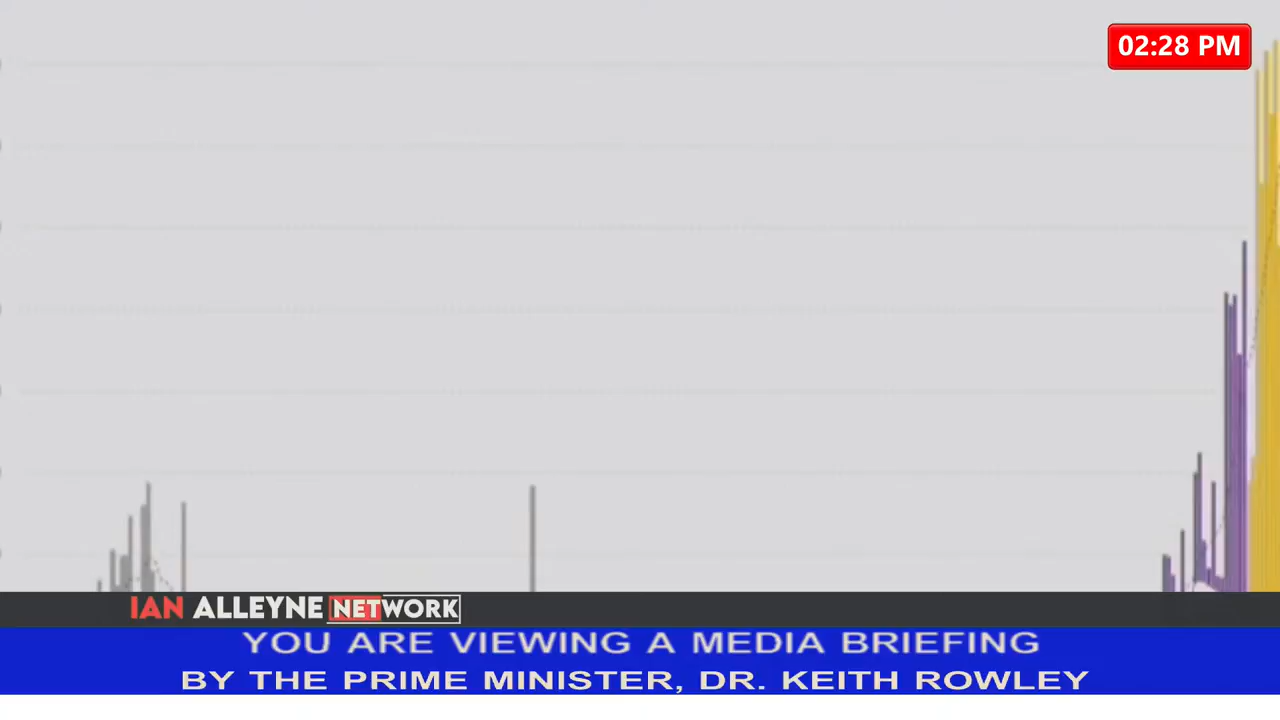 02:28 PM
IAN ALLEYNE NETWORK
YOU ARE VIEWING A MEDIA BRIEFING
BY THE PRIME MINISTER, DR. KEITH ROWLEY